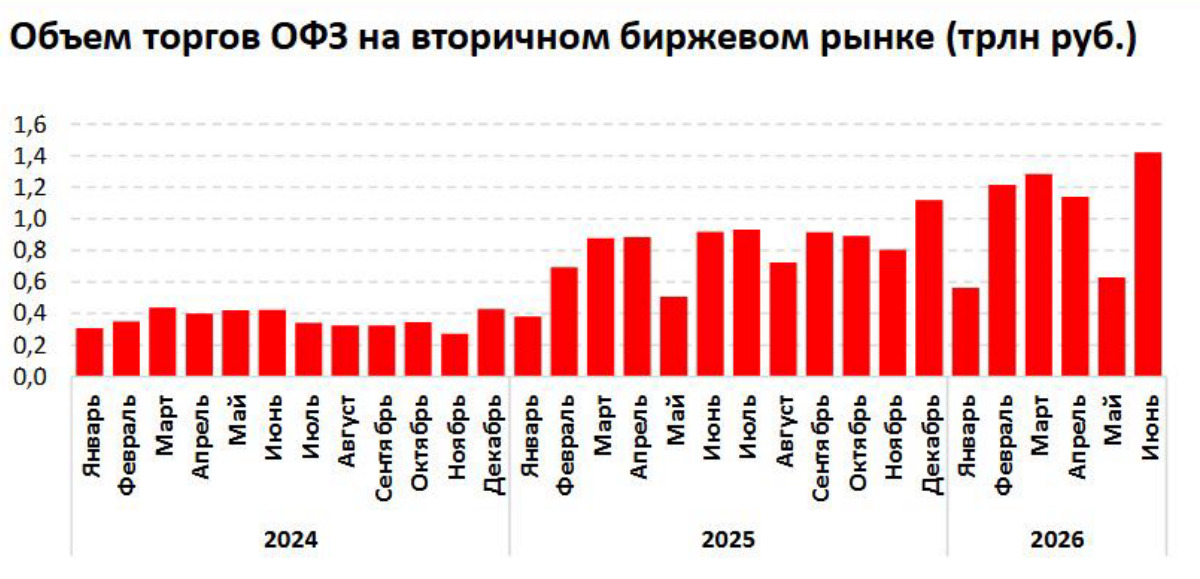 Объем торгов ОФЗ на вторичном биржевом рынке (трлн руб.)
1,6
1,4
1,2
1,0
0,8
0,6
0,4
0,2
0,0
Январь
Февраль
Март
Апрель
Май
Июнь
Июль
Август
Сентябрь
Октябрь
Ноябрь
Декабрь
Январь
Февраль
Март
Апрель
Май
Июнь
Июль
Август
Сентябрь
Октябрь
Ноябрь
Декабрь
Январь
Февраль
Март
Апрель
Май
Июнь
2024
2025
2026